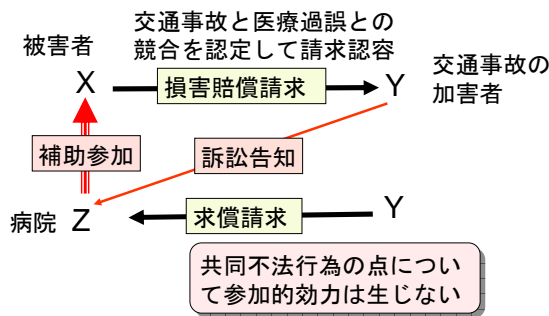 交通事故と医療過誤との
競合を認定して請求認容
被害者
X
損害賠償請求
Y
交通事故の
加害者
補助参加
訴訟告知
病院 Z
求償請求
Y
共同不法行為の点につい
て参加的効力は生じない